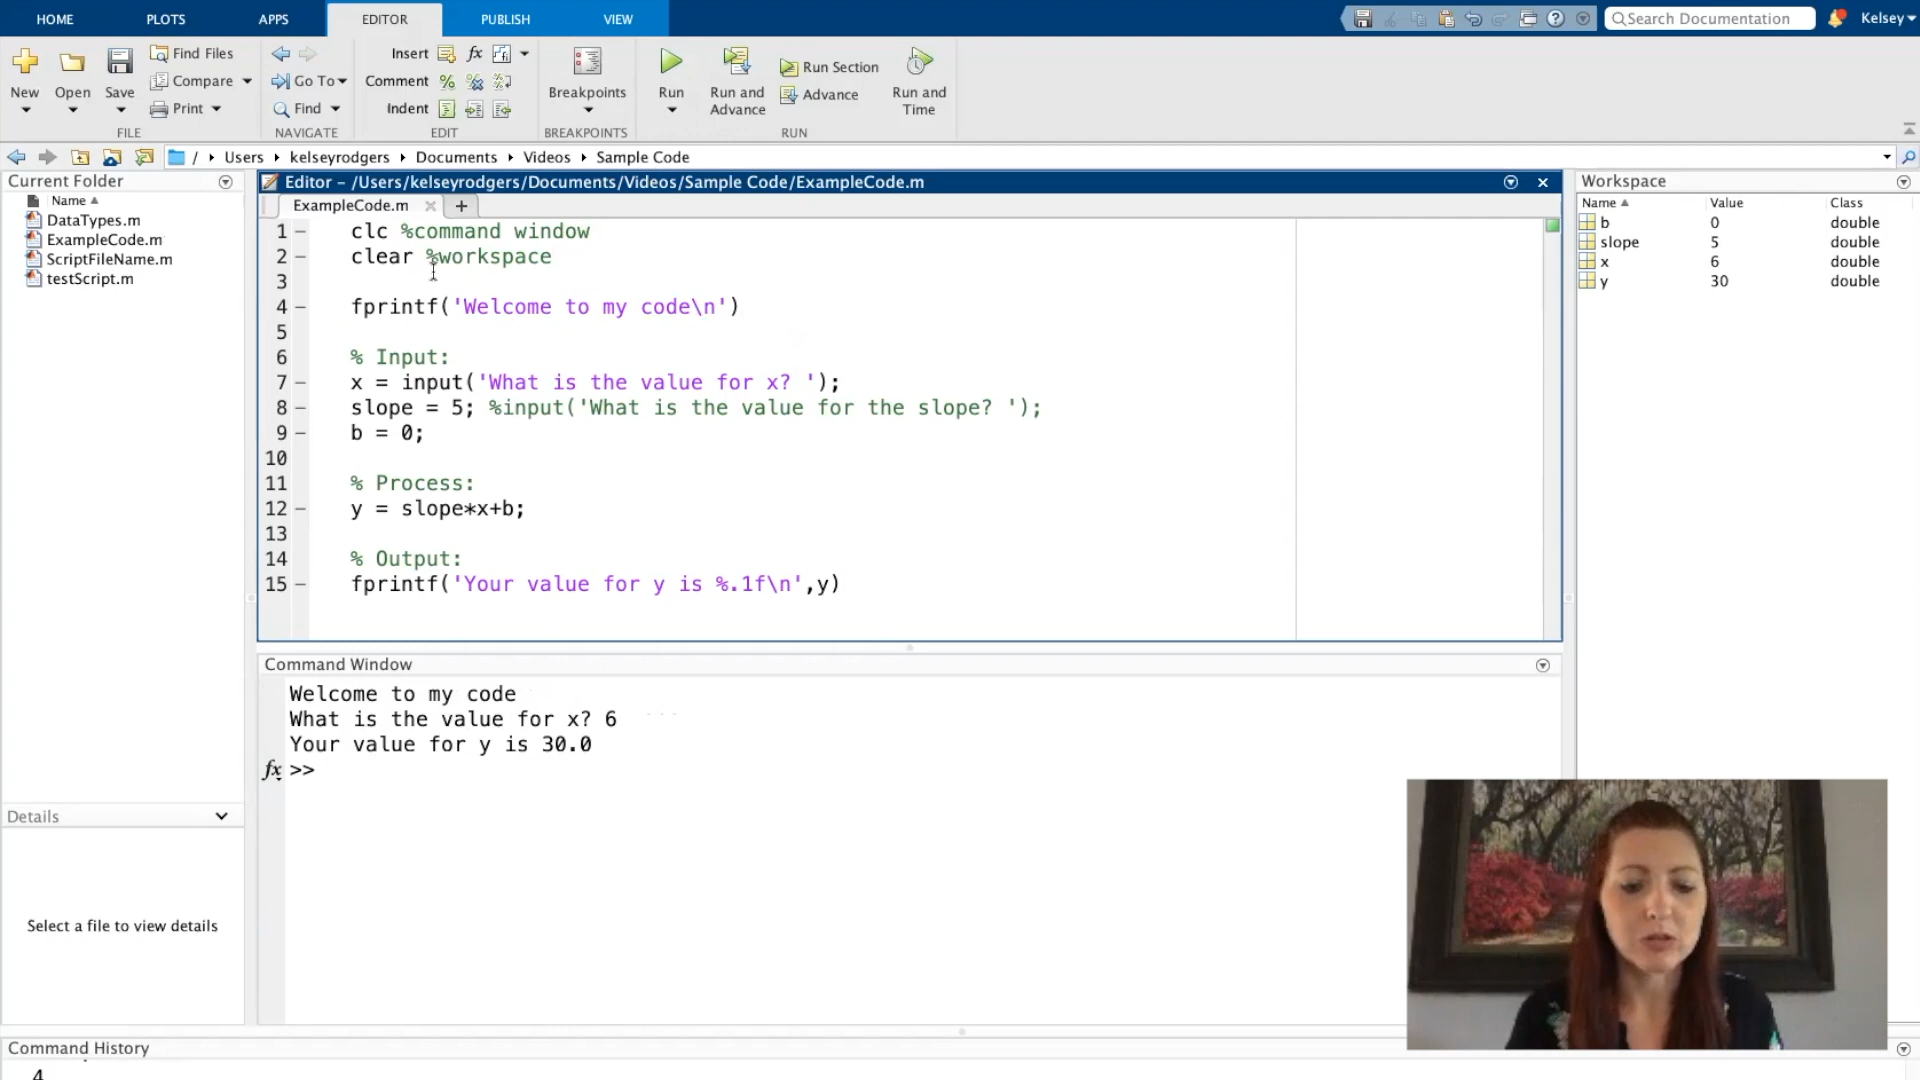 HOME PLOTS APPS EDITOR PUBLISH VIEW
Search Documentation
Kelsey
New
Open
Save
Find Files
Compare
Print
FILE
Go To
Find
NAVIGATE
Insert
fx
Comment
Indent
EDIT
Breakpoints
BREAKPOINTS
Run
Run and Advance
Run Section
Advance
Run and Time
RUN
/ Users kelseyrodgers Documents Videos Sample Code
Current Folder
Name
DataTypes.m
ExampleCode.m
ScriptFileName.m
testScript.m
Details
Select a file to view details
Editor – /Users/kelseyrodgers/Documents/Videos/Sample Code/ExampleCode.m
ExampleCode.m
1 clc %command window
2 clear %workspace
3
4 fprintf('Welcome to my code\n')
5
6 % Input:
7 x = input('What is the value for x? ');
8 slope = 5; %input('What is the value for the slope? ');
9 b = 0;
10
11 % Process:
12 y = slope*x+b;
13
14 % Output:
15 fprintf('Your value for y is %.1f\n',y)
Command Window
Welcome to my code
What is the value for x? 6
Your value for y is 30.0
fx >>
Workspace
Name Value Class
b 0 double
slope 5 double
x 6 double
y 30 double
Command History
4